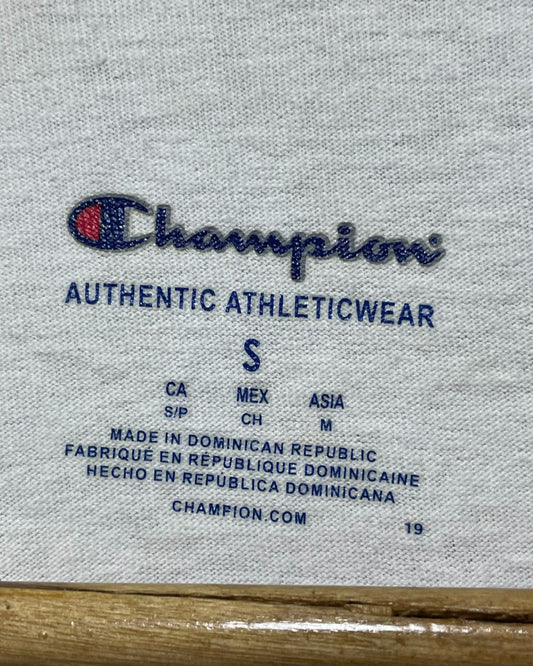 Champion
AUTHENTIC ATHLETICWEAR
S
CA MEX ASIA
S/P CH M
MADE IN DOMINICAN REPUBLIC
FABRIQUÉ EN RÉPUBLIQUE DOMINICAINE
HECHO EN REPÚBLICA DOMINICANA
CHAMPION.COM
19